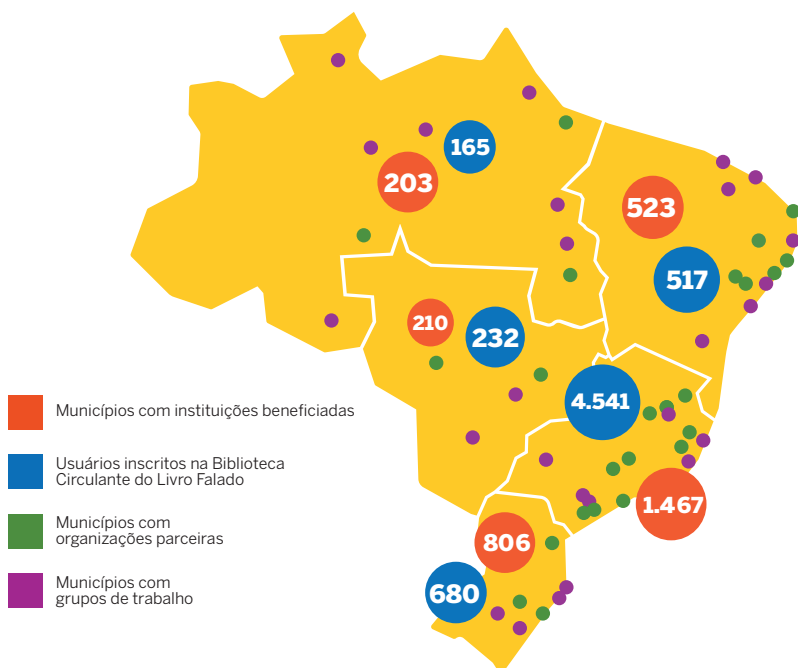 165
203
523
517
210
232
4.541
1.467
806
680
Municípios com instituições beneficiadas
Usuários inscritos na Biblioteca
Circulante do Livro Falado
Municípios com
organizações parceiras
Municípios com
grupos de trabalho